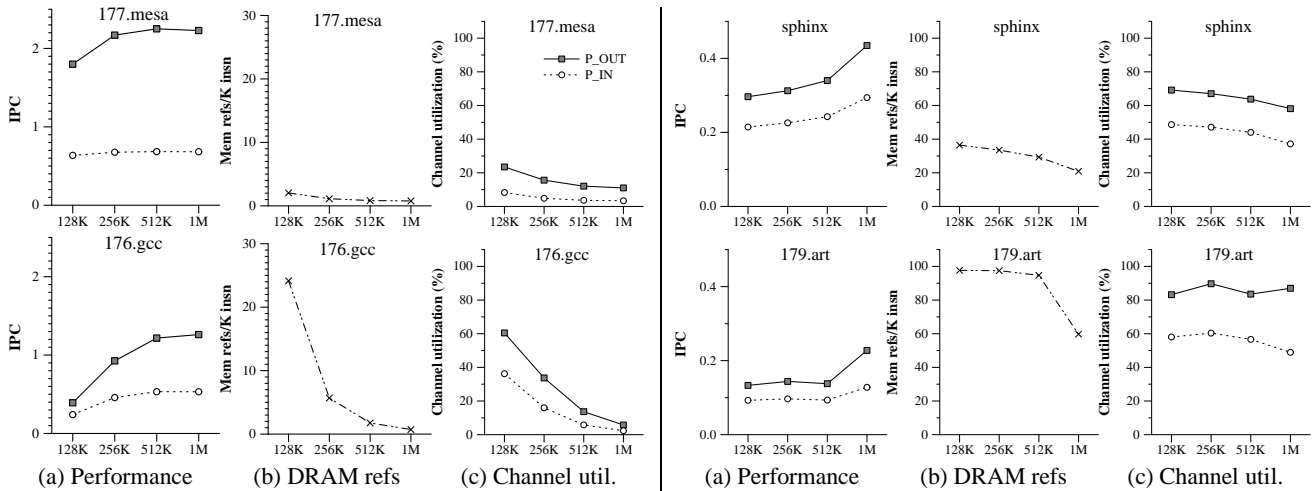 177.mesa
IPC
2
1
0
128K 256K 512K 1M
177.mesa
Mem refs/K insn
30
20
10
0
128K 256K 512K 1M
177.mesa
Channel utilization (%)
100
80
60
40
20
0
P_OUT
P_IN
128K 256K 512K 1M
sphinx
IPC
0.4
0.2
0.0
128K 256K 512K 1M
sphinx
Mem refs/K insn
100
80
60
40
20
0
128K 256K 512K 1M
sphinx
Channel utilization (%)
100
80
60
40
20
0
128K 256K 512K 1M
176.gcc
IPC
2
1
0
128K 256K 512K 1M
176.gcc
Mem refs/K insn
30
20
10
0
128K 256K 512K 1M
176.gcc
Channel utilization (%)
100
80
60
40
20
0
128K 256K 512K 1M
179.art
IPC
0.4
0.2
0.0
128K 256K 512K 1M
179.art
Mem refs/K insn
100
80
60
40
20
0
128K 256K 512K 1M
179.art
Channel utilization (%)
100
80
60
40
20
0
128K 256K 512K 1M
(a) Performance (b) DRAM refs (c) Channel util.
(a) Performance (b) DRAM refs (c) Channel util.